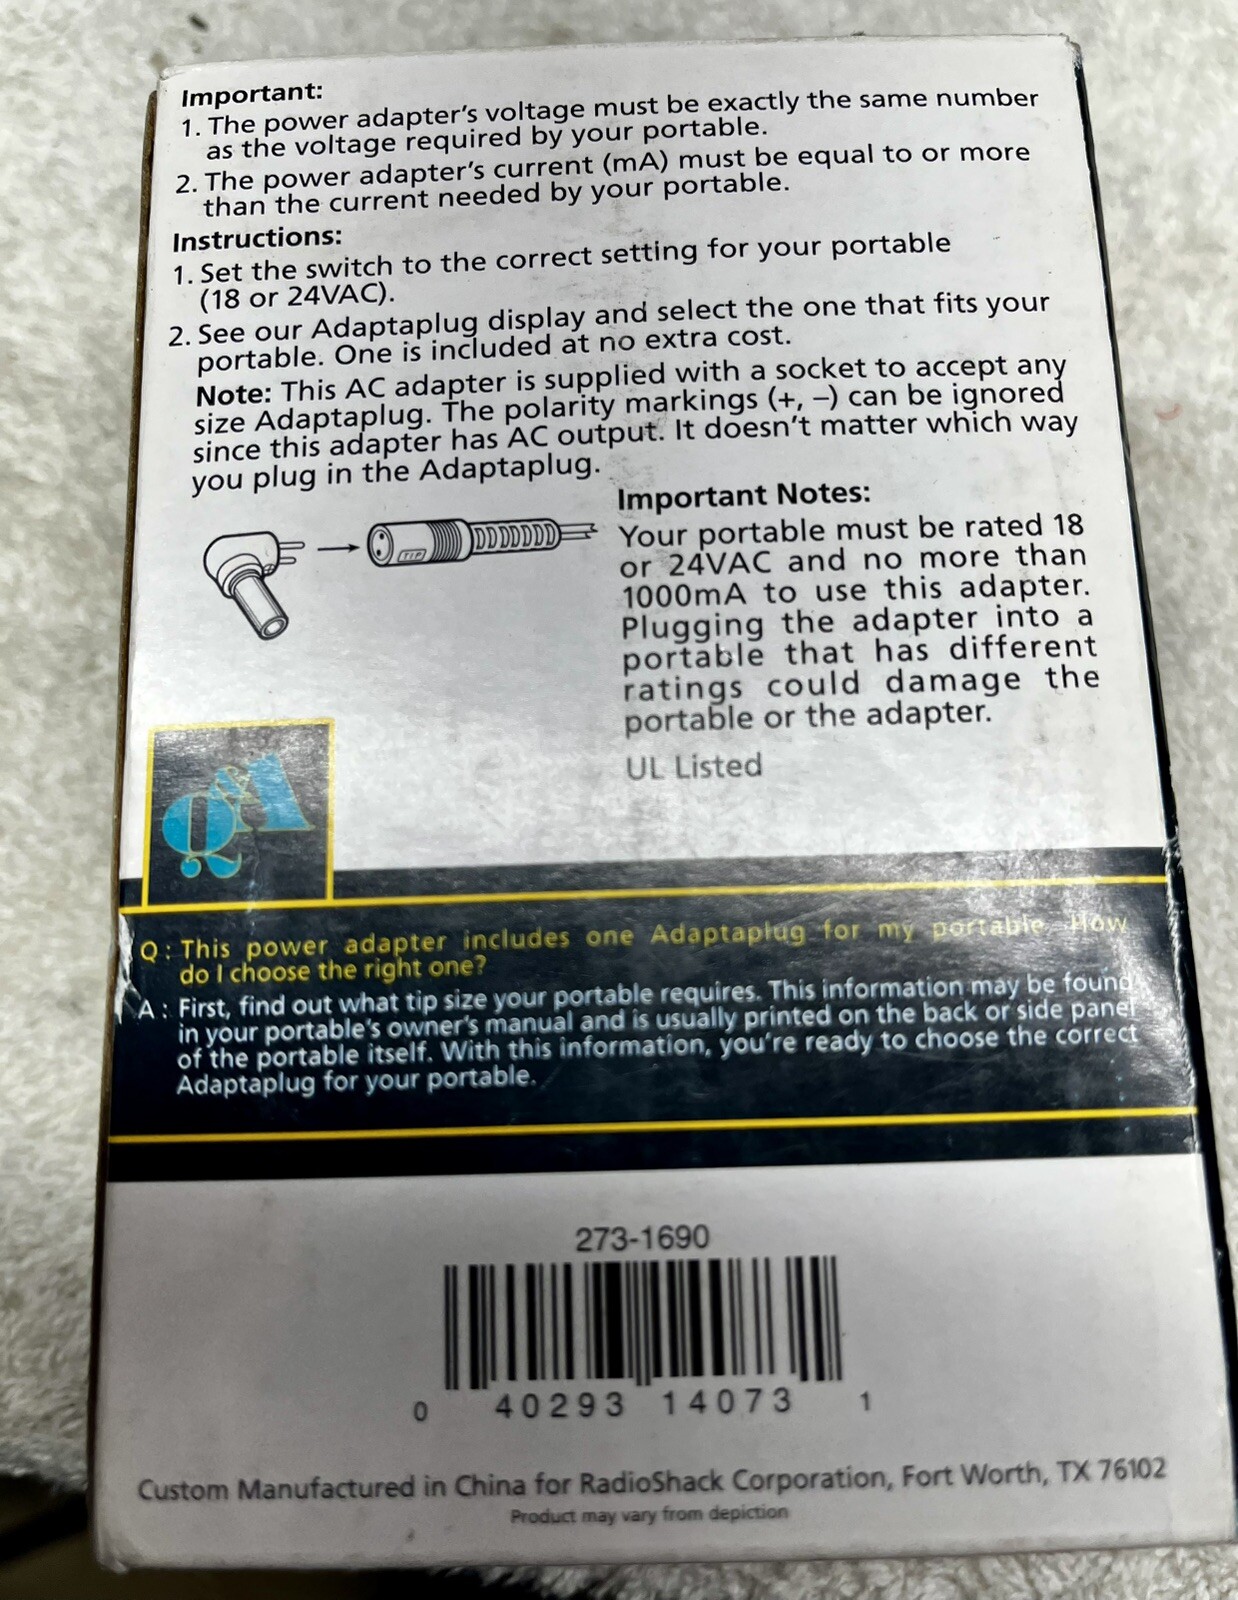 Important:
1. The power adapter's voltage must be exactly the same number
as the voltage required by your portable.
2. The power adapter's current (mA) must be equal to or more
than the current needed by your portable.
Instructions:
1. Set the switch to the correct setting for your portable
(18 or 24VAC).
2. See our Adaptaplug display and select the one that fits your
portable. One is included at no extra cost.
Note: This AC adapter is supplied with a socket to accept any
size Adaptaplug. The polarity markings (+, –) can be ignored
since this adapter has AC output. It doesn't matter which way
you plug in the Adaptaplug.
TIP
Important Notes:
Your portable must be rated 18
or 24VAC and no more than
1000mA to use this adapter.
Plugging the adapter into a
portable that has different
ratings could damage the
portable or the adapter.
UL Listed
Q&A
Q: This power adapter includes one Adaptaplug for my portable. How
do I choose the right one?
A: First, find out what tip size your portable requires. This information may be found
in your portable's owner's manual and is usually printed on the back or side panel
of the portable itself. With this information, you're ready to choose the correct
Adaptaplug for your portable.
273-1690
0 40293 14073 1
Custom Manufactured in China for RadioShack Corporation, Fort Worth, TX 76102
Product may vary from depiction